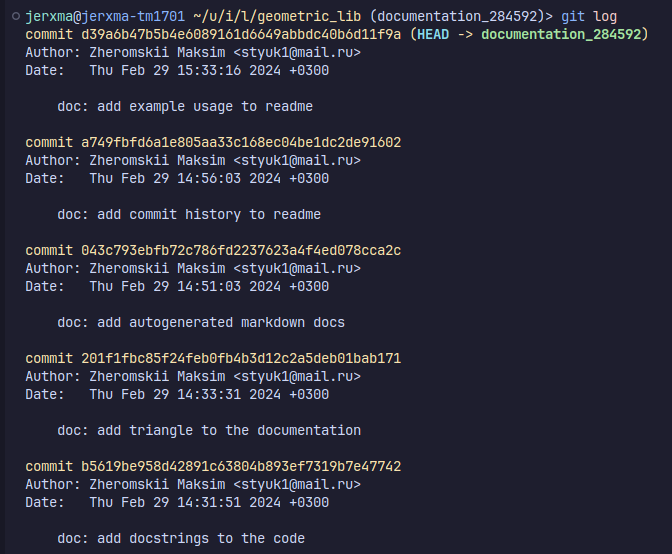 jerxma@jerxma-tm1701 ~/u/i/l/geometric_lib (documentation_284592)> git log
commit d39a6b47b5b4e6089161d6649abbdc40b6d11f9a (HEAD -> documentation_284592)
Author: Zheromskii Maksim <styuk1@mail.ru>
Date:   Thu Feb 29 15:33:16 2024 +0300
    doc: add example usage to readme
commit a749fbfd6a1e805aa33c168ec04be1dc2de91602
Author: Zheromskii Maksim <styuk1@mail.ru>
Date:   Thu Feb 29 14:56:03 2024 +0300
    doc: add commit history to readme
commit 043c793ebfb72c786fd2237623a4f4ed078cca2c
Author: Zheromskii Maksim <styuk1@mail.ru>
Date:   Thu Feb 29 14:51:03 2024 +0300
    doc: add autogenerated markdown docs
commit 201f1fbc85f24feb0fb4b3d12c2a5deb01bab171
Author: Zheromskii Maksim <styuk1@mail.ru>
Date:   Thu Feb 29 14:33:31 2024 +0300
    doc: add triangle to the documentation
commit b5619be958d42891c63804b893ef7319b7e47742
Author: Zheromskii Maksim <styuk1@mail.ru>
Date:   Thu Feb 29 14:31:51 2024 +0300
    doc: add docstrings to the code